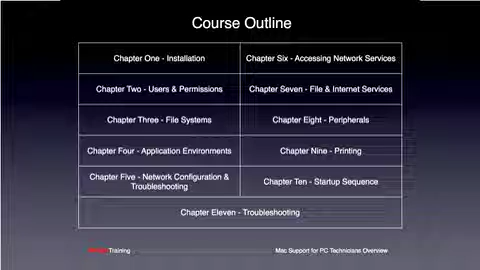 Course Outline
Chapter One - Installation
Chapter Six - Accessing Network Services
Chapter Two - Users & Permissions
Chapter Seven - File & Internet Services
Chapter Three - File Systems
Chapter Eight - Peripherals
Chapter Four - Application Environments
Chapter Nine - Printing
Chapter Five - Network Configuration &
Troubleshooting
Chapter Ten - Startup Sequence
Chapter Eleven - Troubleshooting
Training
Mac Support for PC Technicians Overview